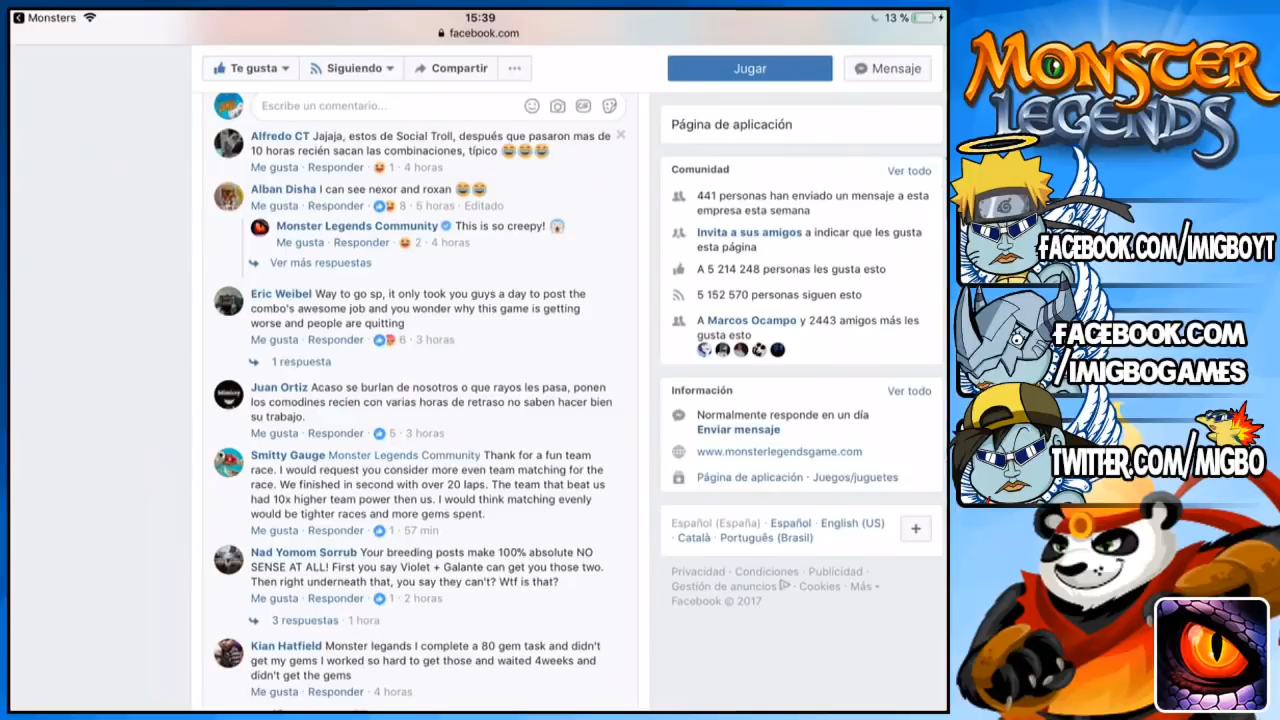 Monsters
15:39
13 %
facebook.com
Te gusta
Siguiendo
Compartir
Jugar
Mensaje
Escribe un comentario...
Alfredo CT Jajaja, estos de Social Troll, después que pasaron mas de
10 horas recién sacan las combinaciones, típico 😂😂😂
Me gusta · Responder · 1 · 4 horas
Alban Disha I can see nexor and roxan 😂😂
Me gusta · Responder · 8 · 5 horas · Editado
Monster Legends Community This is so creepy! 😱
Me gusta · Responder · 2 · 4 horas
Ver más respuestas
Eric Weibel Way to go sp, it only took you guys a day to post the
combo's awesome job and you wonder why this game is getting
worse and people are quitting
Me gusta · Responder · 6 · 3 horas
1 respuesta
Juan Ortiz Acaso se burlan de nosotros o que rayos les pasa, ponen
los comodines recien con varias horas de retraso no saben hacer bien
su trabajo.
Me gusta · Responder · 5 · 3 horas
Smitty Gauge Monster Legends Community Thank for a fun team
race. I would request you consider more even team matching for the
race. We finished in second with over 20 laps. The team that beat us
had 10x higher team power then us. I would think matching evenly
would be tighter races and more gems spent.
Me gusta · Responder · 1 · 57 min
Nad Yomom Sorrub Your breeding posts make 100% absolute NO
SENSE AT ALL! First you say Violet + Galante can get you those two.
Then right underneath that, you say they can't? Wtf is that?
Me gusta · Responder · 1 · 2 horas
3 respuestas · 1 hora
Kian Hatfield Monster legands I complete a 80 gem task and didn't
get my gems I worked so hard to get those and waited 4weeks and
didn't get the gems
Me gusta · Responder · 4 horas
Página de aplicación
Comunidad
Ver todo
441 personas han enviado un mensaje a esta
empresa esta semana
Invita a sus amigos a indicar que les gusta
esta página
A 5 214 248 personas les gusta esto
5 152 570 personas siguen esto
A Marcos Ocampo y 2443 amigos más les
gusta esto
Información
Ver todo
Normalmente responde en un día
Enviar mensaje
www.monsterlegendsgame.com
Página de aplicación · Juegos/juguetes
Español (España) · Español · English (US)
· Català · Português (Brasil)
Privacidad · Condiciones · Publicidad ·
Gestión de anuncios · Cookies · Más
Facebook © 2017
MONSTER
LEGENDS
FACEBOOK.COM/IMIGBOYT
FACEBOOK.COM
/IMIGBOGAMES
TWITTER.COM/MIGBO